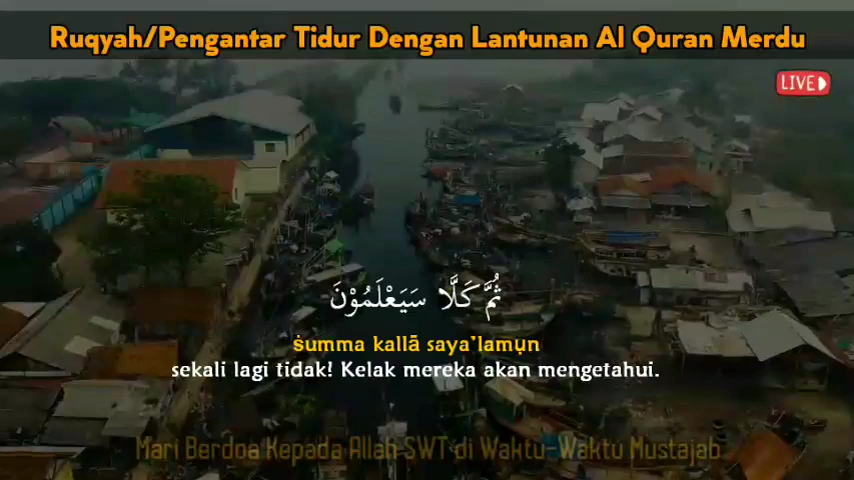 Ruqyah/Pengantar Tidur Dengan Lantunan Al Quran Merdu
LIVE
ثُمَّ كَلَّا سَيَعْلَمُوْنَ
ṡumma kallā saya'lamụn
sekali lagi tidak! Kelak mereka akan mengetahui.
Mari Berdoa Kepada Allah SWT di Waktu-Waktu Mustajab